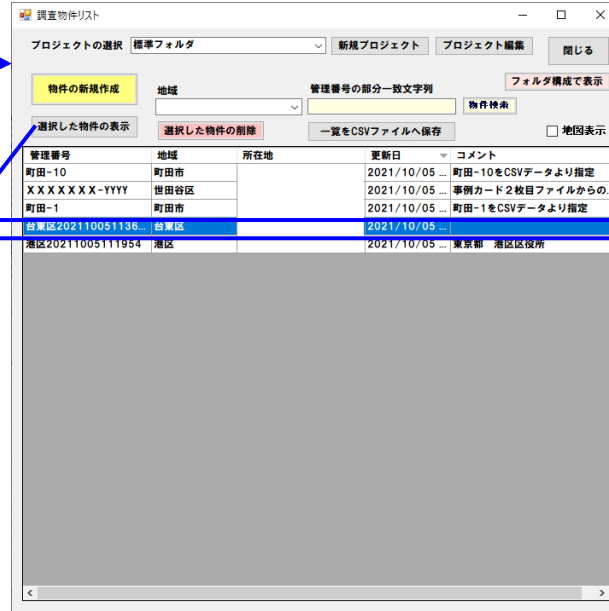 調査物件リスト
プロジェクトの選択 標準フォルダ 新規プロジェクト プロジェクト編集 閉じる
フォルダ構成で表示
物件の新規作成 地域 管理番号の部分一致文字列
物件検索
選択した物件の表示 選択した物件の削除 一覧をCSVファイルへ保存 地図表示
管理番号 地域 所在地 更新日 コメント
町田-10 町田市 2021/10/05 ... 町田-10をCSVデータより指定
XXXXXXX-YYYY 世田谷区 2021/10/05 ... 事例カード2枚目ファイルからの..
町田-1 町田市 2021/10/05 ... 町田-1をCSVデータより指定
台東区202110051136... 台東区 2021/10/05 ...
港区20211005111954 港区 2021/10/05 ... 東京都 港区区役所